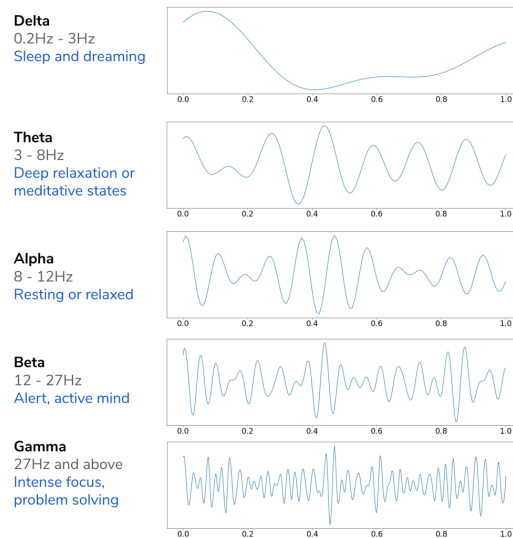 Delta
0.2Hz - 3Hz
Sleep and dreaming
0.0 0.2 0.4 0.6 0.8 1.0
Theta
3 - 8Hz
Deep relaxation or
meditative states
0.0 0.2 0.4 0.6 0.8 1.0
Alpha
8 - 12Hz
Resting or relaxed
0.0 0.2 0.4 0.6 0.8 1.0
Beta
12 - 27Hz
Alert, active mind
0.0 0.2 0.4 0.6 0.8 1.0
Gamma
27Hz and above
Intense focus,
problem solving
0.0 0.2 0.4 0.6 0.8 1.0